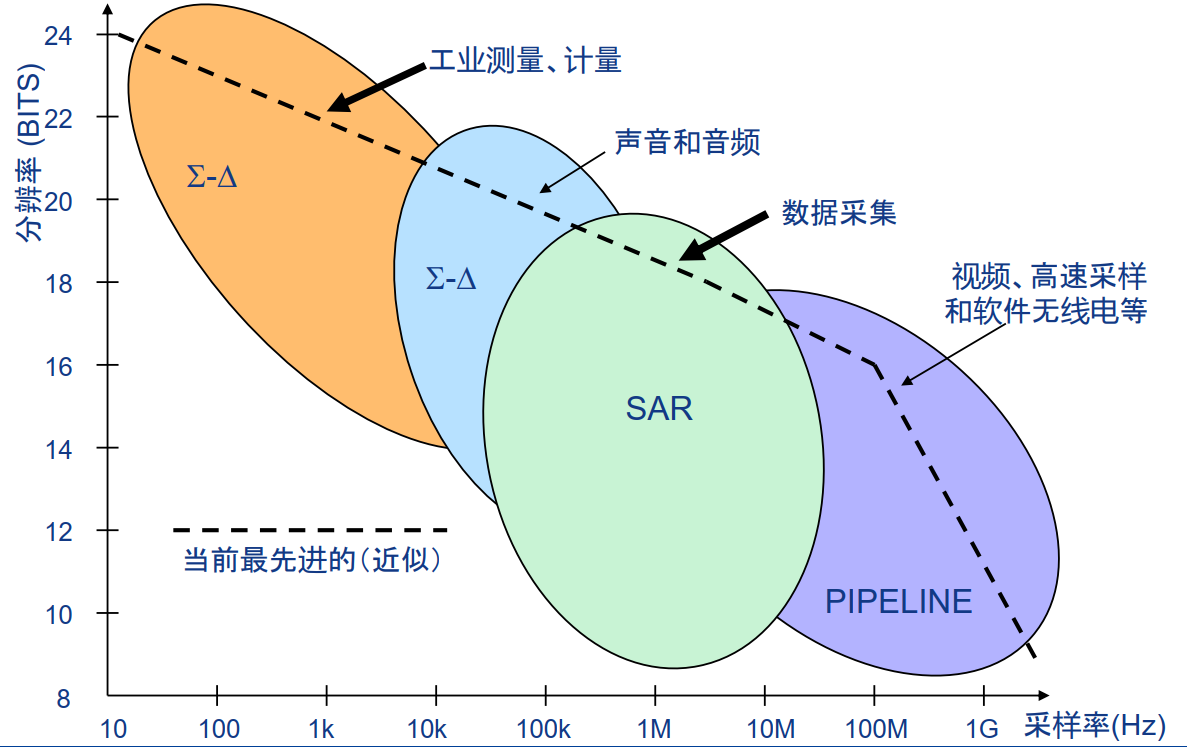 24
22
20
18
16
14
12
10
8
分辨率 (BITS)
工业测量、计量
声音和音频
数据采集
视频、高速采样
和软件无线电等
Σ-Δ
Σ-Δ
SAR
PIPELINE
当前最先进的(近似)
10
100
1k
10k
100k
1M
10M
100M
1G
采样率(Hz)